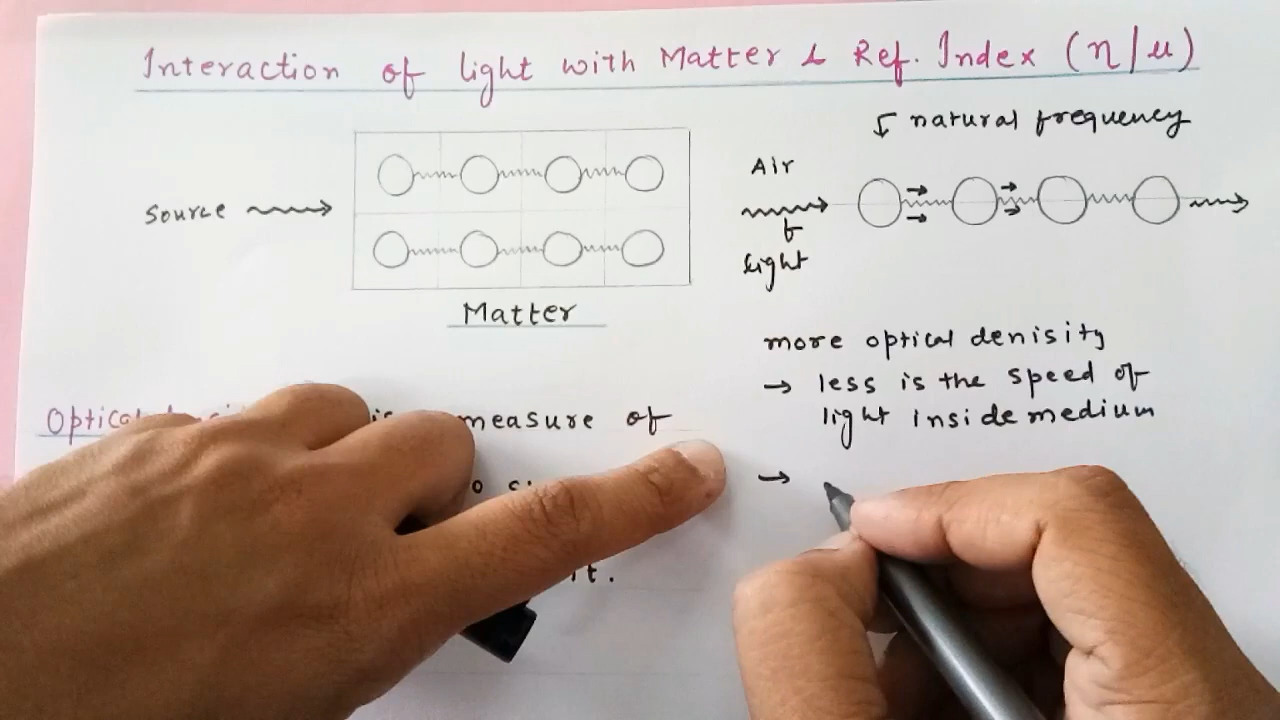 Interaction of light with Matter & Ref. Index (η/μ)
natural frequency
Source
Air
light
Matter
more optical denisity
→ less is the speed of
light inside medium
→
measure of
it.